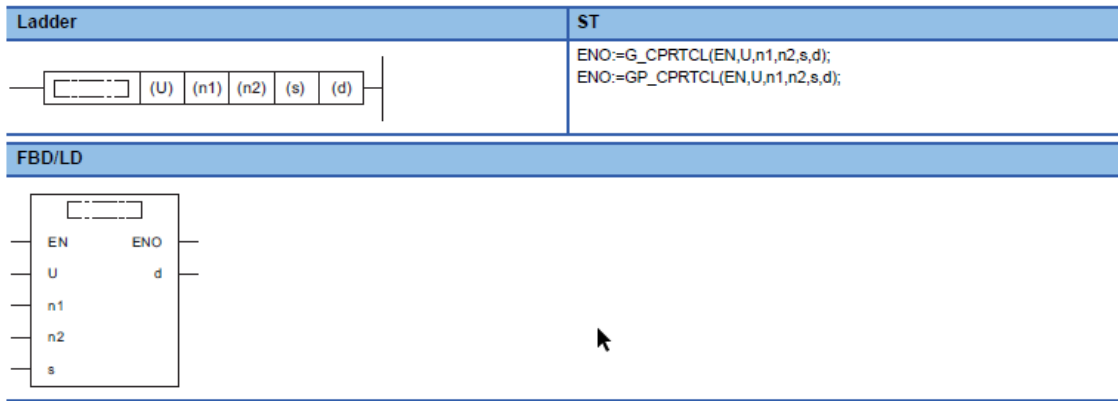 Ladder
ST
(U) (n1) (n2) (s) (d)
ENO:=G_CPRTCL(EN,U,n1,n2,s,d);
ENO:=GP_CPRTCL(EN,U,n1,n2,s,d);
FBD/LD
EN ENO
U d
n1
n2
s